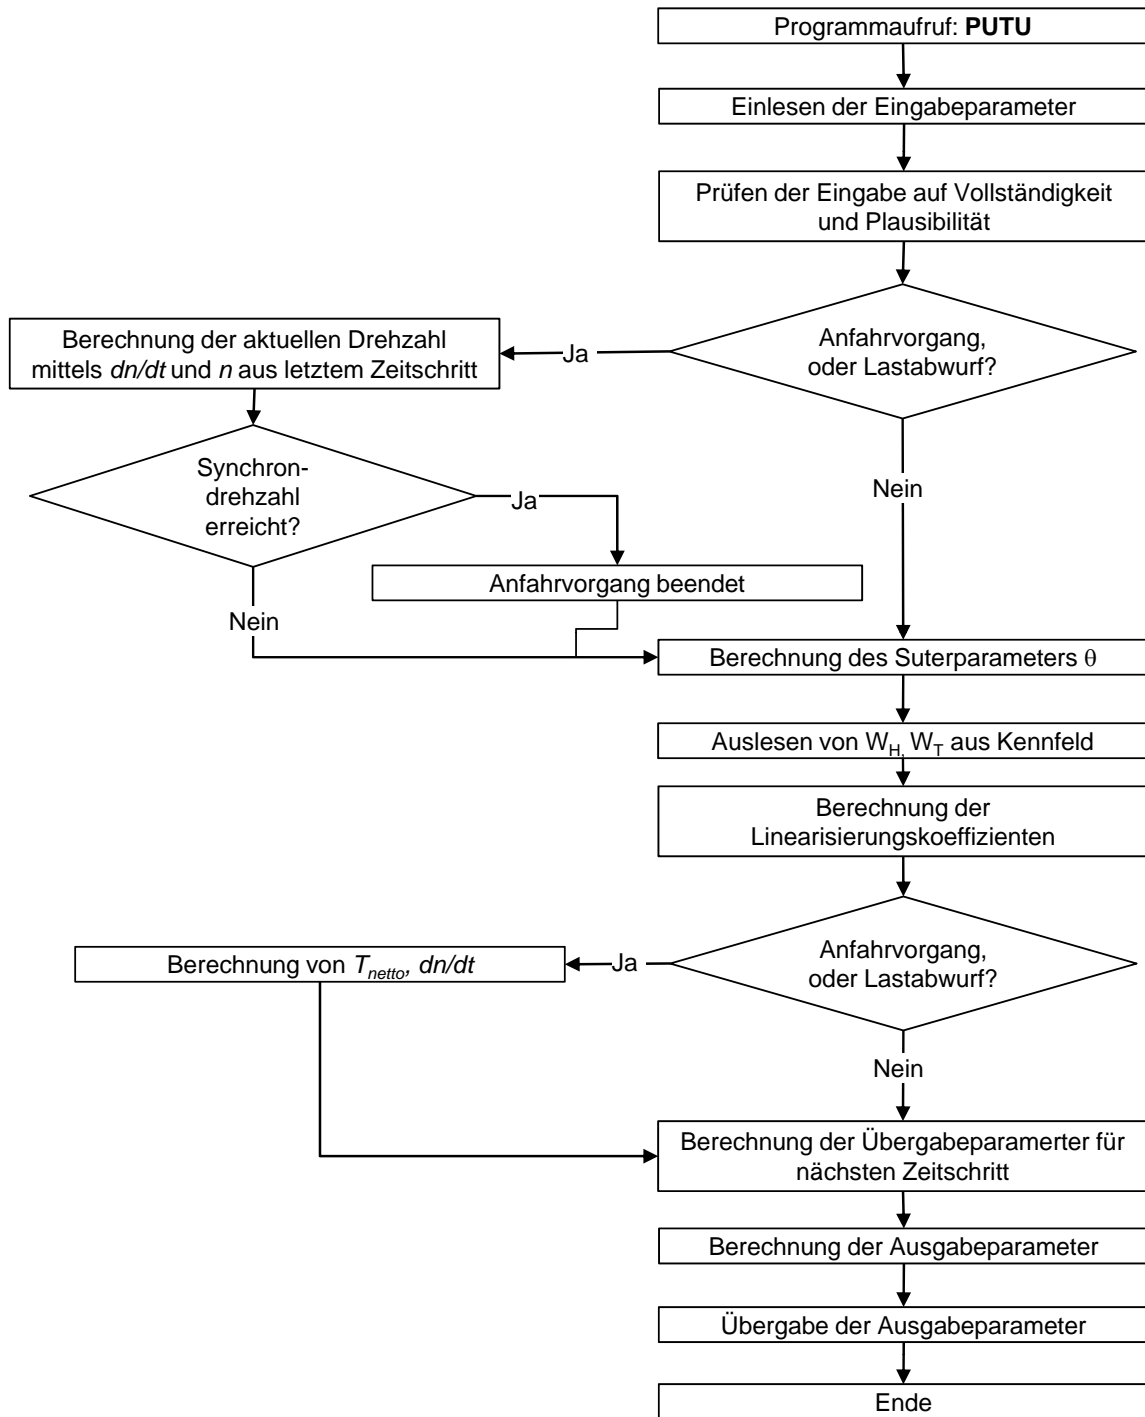 Programmaufruf: PUTU
Einlesen der Eingabeparameter
Prüfen der Eingabe auf Vollständigkeit
und Plausibilität
Anfahrvorgang,
oder Lastabwurf?
Ja
Berechnung der aktuellen Drehzahl
mittels dn/dt und n aus letztem Zeitschritt
Synchron-
drehzahl
erreicht?
Ja
Nein
Anfahrvorgang beendet
Nein
Berechnung des Suterparameters θ
Auslesen von W_H, W_T aus Kennfeld
Berechnung der
Linearisierungskoeffizienten
Anfahrvorgang,
oder Lastabwurf?
Ja
Berechnung von T_netto, dn/dt
Nein
Berechnung der Übergabeparamerter für
nächsten Zeitschritt
Berechnung der Ausgabeparameter
Übergabe der Ausgabeparameter
Ende